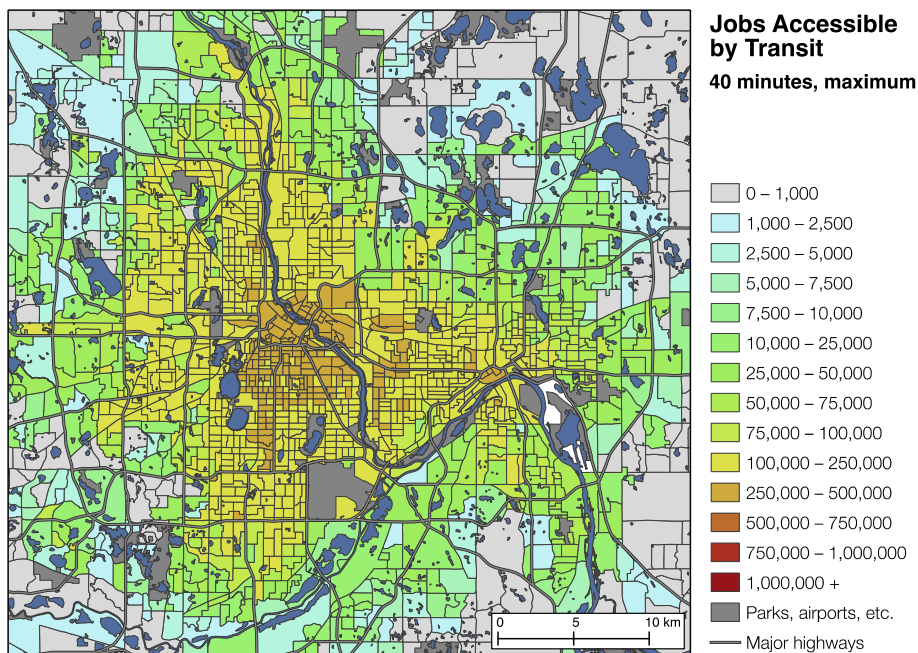 Jobs Accessible
by Transit
40 minutes, maximum
0 – 1,000
1,000 – 2,500
2,500 – 5,000
5,000 – 7,500
7,500 – 10,000
10,000 – 25,000
25,000 – 50,000
50,000 – 75,000
75,000 – 100,000
100,000 – 250,000
250,000 – 500,000
500,000 – 750,000
750,000 – 1,000,000
1,000,000 +
Parks, airports, etc.
Major highways
0 5 10 km